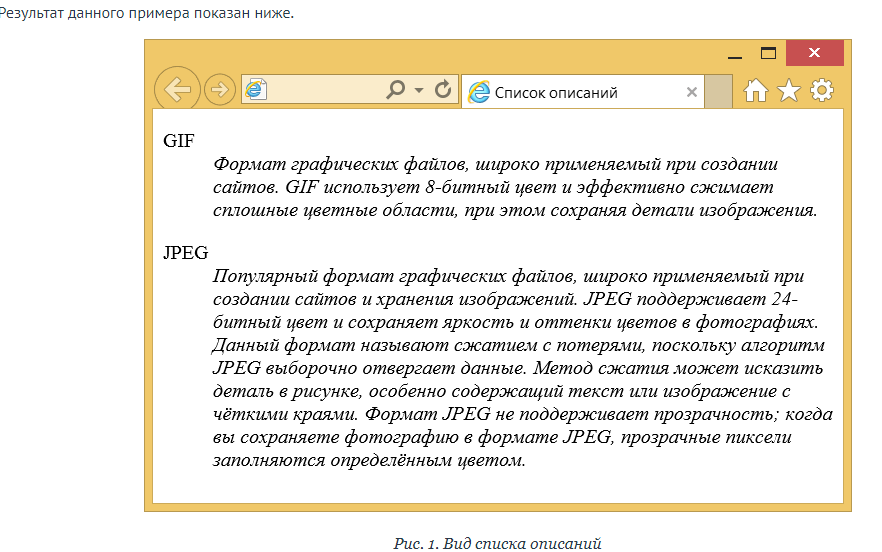 Результат данного примера показан ниже.
Список описаний
GIF
Формат графических файлов, широко применяемый при создании
сайтов. GIF использует 8-битный цвет и эффективно сжимает
сплошные цветные области, при этом сохраняя детали изображения.
JPEG
Популярный формат графических файлов, широко применяемый при
создании сайтов и хранения изображений. JPEG поддерживает 24-
битный цвет и сохраняет яркость и оттенки цветов в фотографиях.
Данный формат называют сжатием с потерями, поскольку алгоритм
JPEG выборочно отвергает данные. Метод сжатия может исказить
деталь в рисунке, особенно содержащий текст или изображение с
чёткими краями. Формат JPEG не поддерживает прозрачность; когда
вы сохраняете фотографию в формате JPEG, прозрачные пиксели
заполняются определённым цветом.
Рис. 1. Вид списка описаний